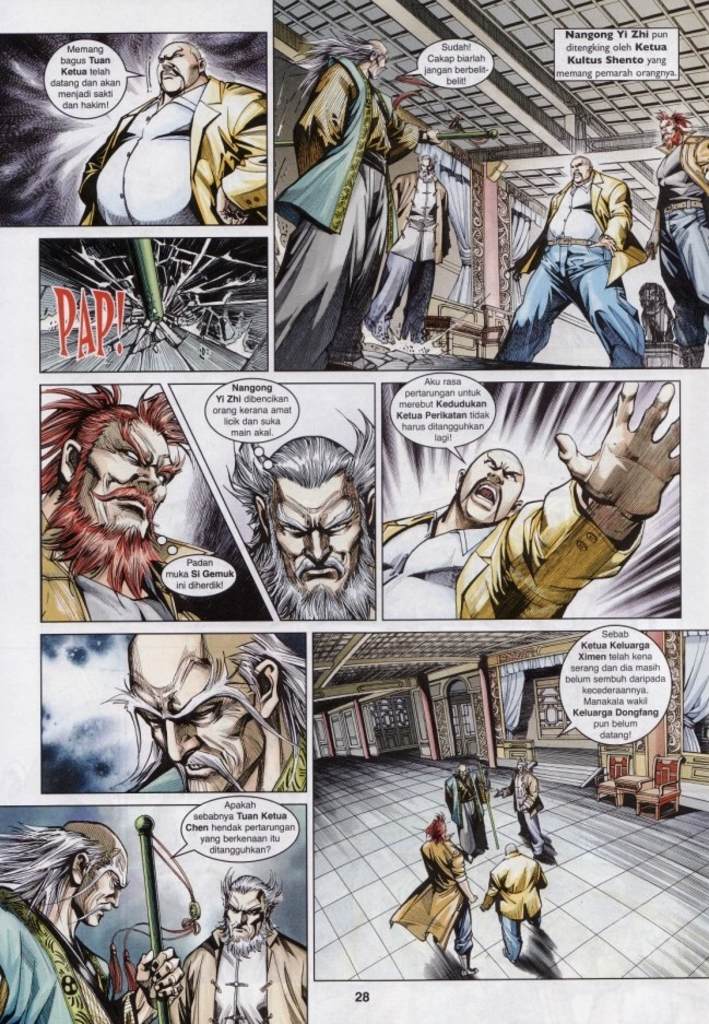 Memang
bagus Tuan
Ketua telah
datang dan akan
menjadi sakti
dan hakim!
Sudah!
Cakap biarlah
jangan berbelit-
belit!
Nangong Yi Zhi pun
ditengking oleh Ketua
Kultus Shento yang
memang pemarah orangnya.
PAP!
Padan
muka Si Gemuk
ini diherdik!
Nangong
Yi Zhi dibencikan
orang kerana amat
licik dan suka
main akal.
Aku rasa
pertarungan untuk
merebut Kedudukan
Ketua Perikatan tidak
harus ditangguhkan
lagi!
Apakah
sebabnya Tuan Ketua
Chen hendak pertarungan
yang berkenaan itu
ditangguhkan?
Sebab
Ketua Keluarga
Ximen telah kena
serang dan dia masih
belum sembuh daripada
kecederaannya.
Manakala wakil
Keluarga Dongfang
pun belum
datang!
28